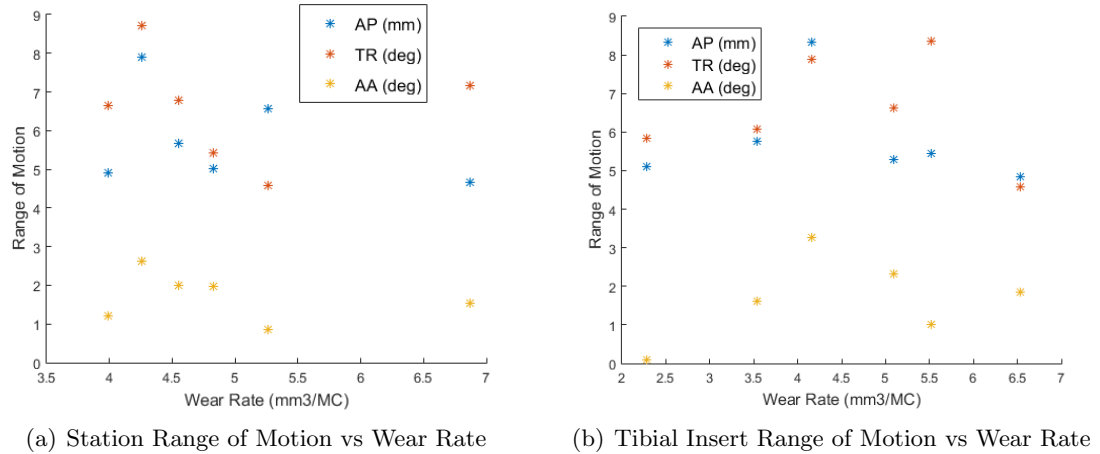 9
8
7
6
5
4
3
2
1
0
Range of Motion
AP (mm)
TR (deg)
AA (deg)
3.5 4 4.5 5 5.5 6 6.5 7
Wear Rate (mm3/MC)
(a) Station Range of Motion vs Wear Rate
9
8
7
6
5
4
3
2
1
0
Range of Motion
AP (mm)
TR (deg)
AA (deg)
2 2.5 3 3.5 4 4.5 5 5.5 6 6.5 7
Wear Rate (mm3/MC)
(b) Tibial Insert Range of Motion vs Wear Rate